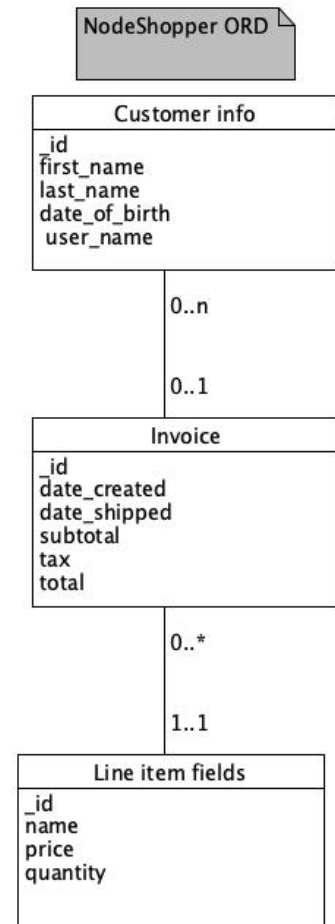 NodeShopper ORD
Customer info
_id
first_name
last_name
date_of_birth
user_name
0..n
0..1
Invoice
_id
date_created
date_shipped
subtotal
tax
total
0..*
1..1
Line item fields
_id
name
price
quantity